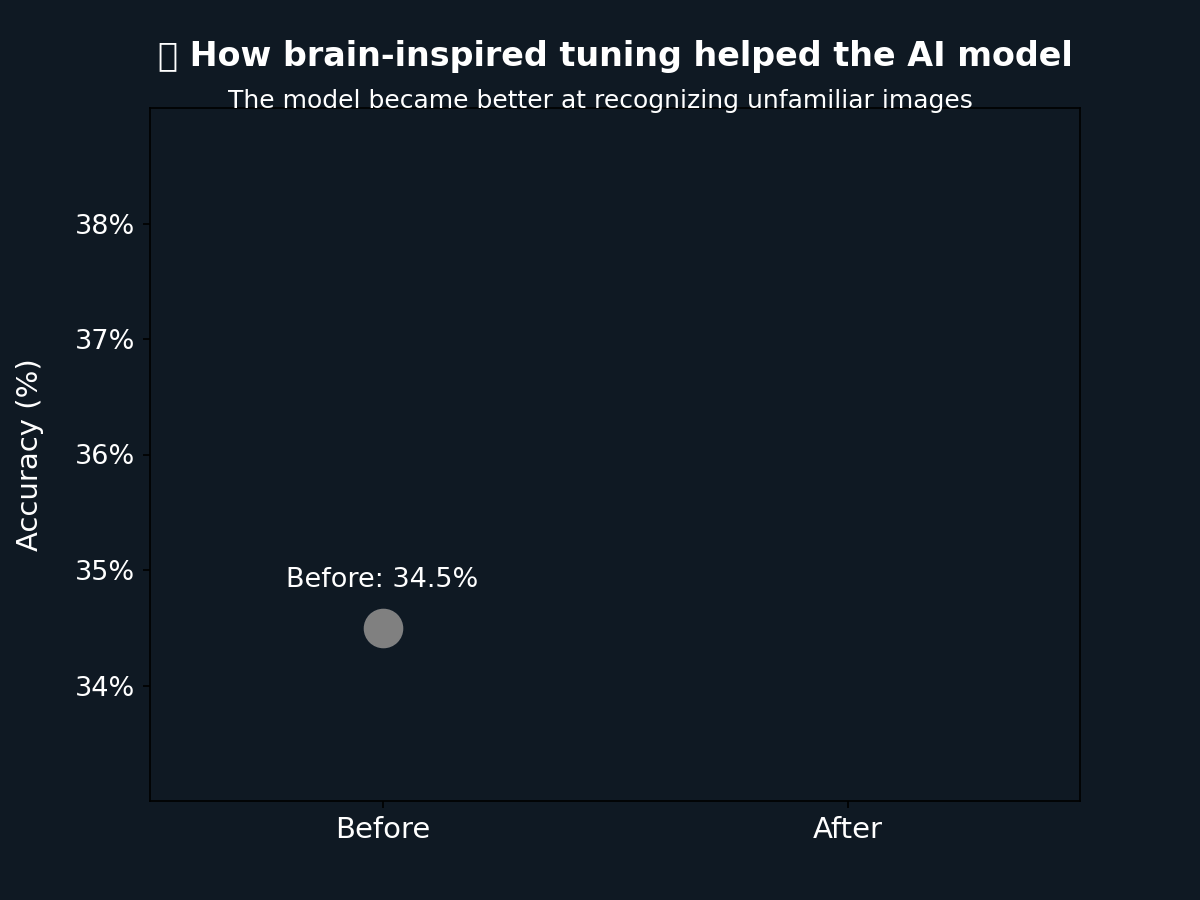 How brain-inspired tuning helped the AI model
The model became better at recognizing unfamiliar images
38%
37%
36%
35%
34%
Accuracy (%)
Before: 34.5%
Before
After